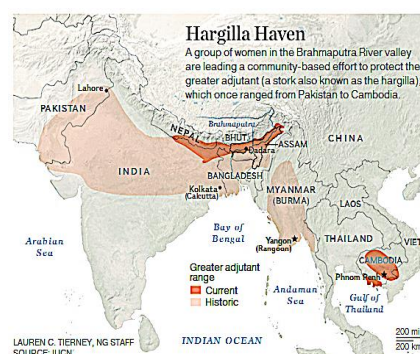 Hargilla Haven
A group of women in the Brahmaputra River valley
are leading a community-based effort to protect the
greater adjutant (a stork also known as the hargilla),
which once ranged from Pakistan to Cambodia.
Lahore
PAKISTAN
NEPAL
Brahmaputra
BHUT.
ASSAM
Dadara
CHINA
INDIA
BANGLADESH
Kolkata
(Calcutta)
MYANMAR
(BURMA)
LAOS
Arabian
Sea
Bay of
Bengal
Yangon
(Rangoon)
THAILAND
VIET
CAMBODIA
Phnom Penh
Greater adjutant
range
Current
Historic
Andaman
Sea
Gulf of
Thailand
INDIAN OCEAN
200 mi
200 km
LAUREN C. TIERNEY, NG STAFF
SOURCE: IUCN